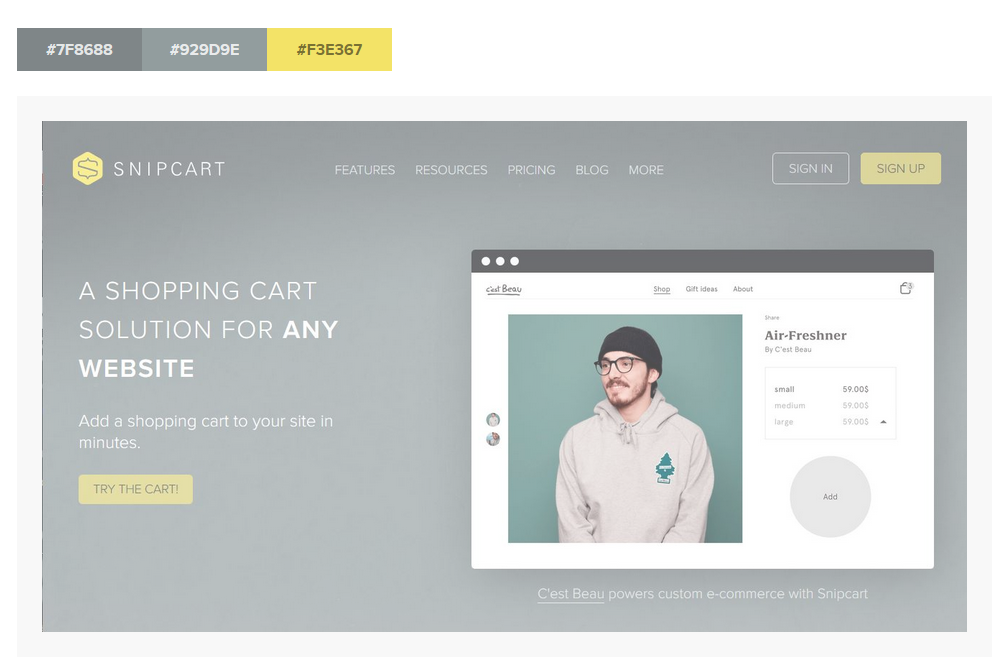 #7F8688 #929D9E #F3E367
SNIPCART FEATURES RESOURCES PRICING BLOG MORE SIGN IN SIGN UP
A SHOPPING CART
SOLUTION FOR ANY
WEBSITE
Add a shopping cart to your site in
minutes.
TRY THE CART!
c'est Beau Shop Gift ideas About 3
Share
Air-Freshner
By C'est Beau
small 59.00$
medium 59.00$
large 59.00$
Add
C'est Beau powers custom e-commerce with Snipcart